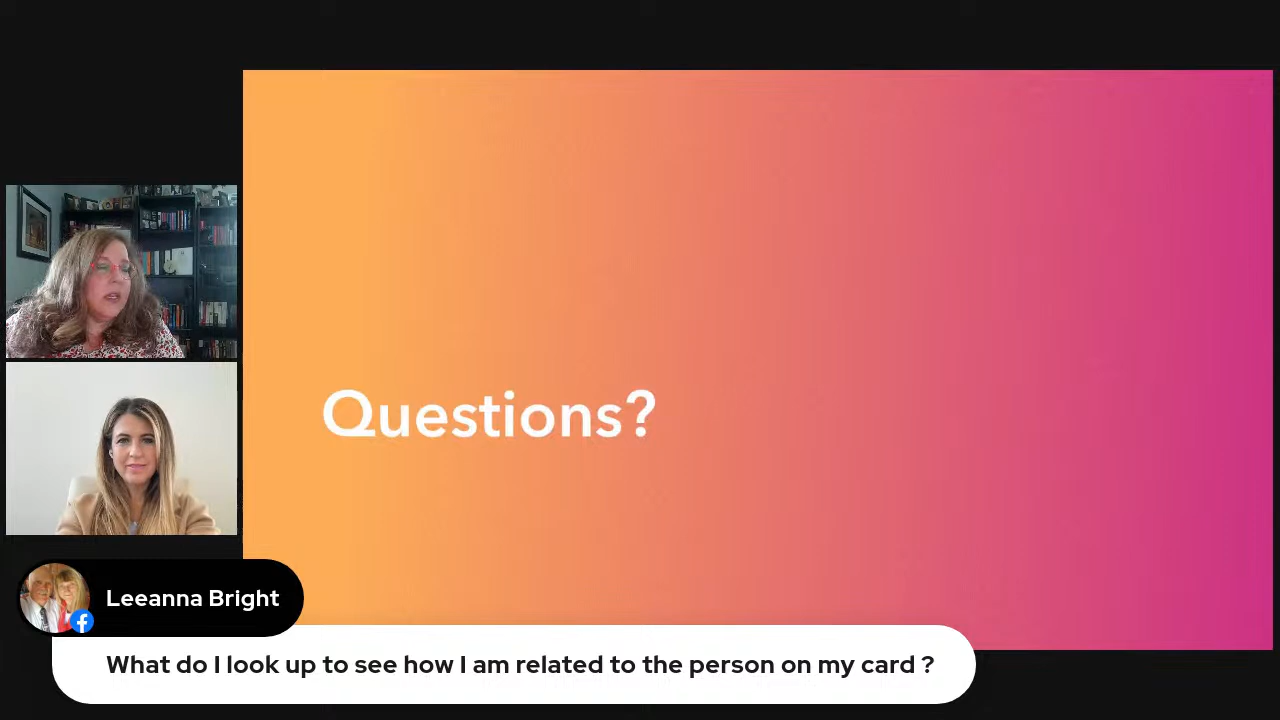 Questions?
Leeanna Bright
What do I look up to see how I am related to the person on my card ?